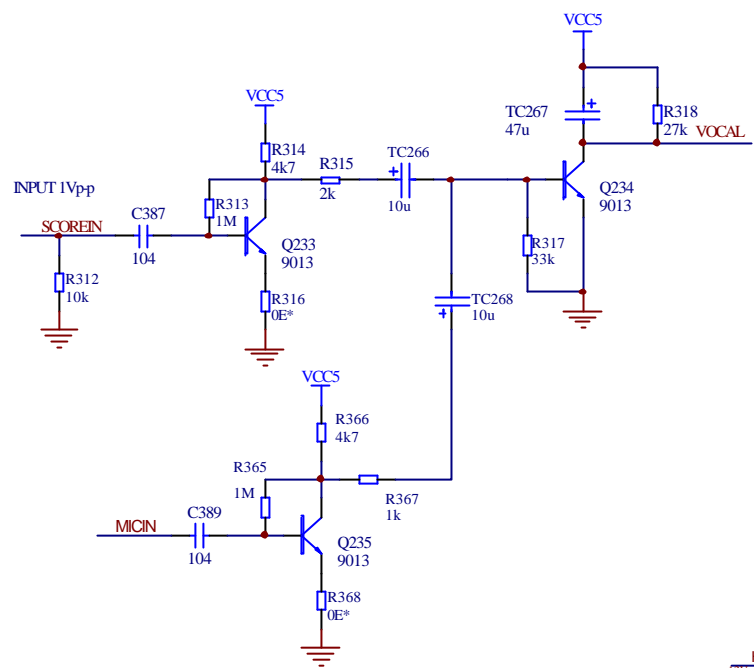 VCC5
TC267
47u
R318
27k
VOCAL
VCC5
R314
4k7
R315
2k
TC266
10u
Q234
9013
INPUT 1Vp-p
SCOREIN
C387
104
R313
1M
Q233
9013
R317
33k
R312
10k
R316
0E*
TC268
10u
VCC5
R366
4k7
R365
1M
R367
1k
C389
104
MICIN
Q235
9013
R368
0E*